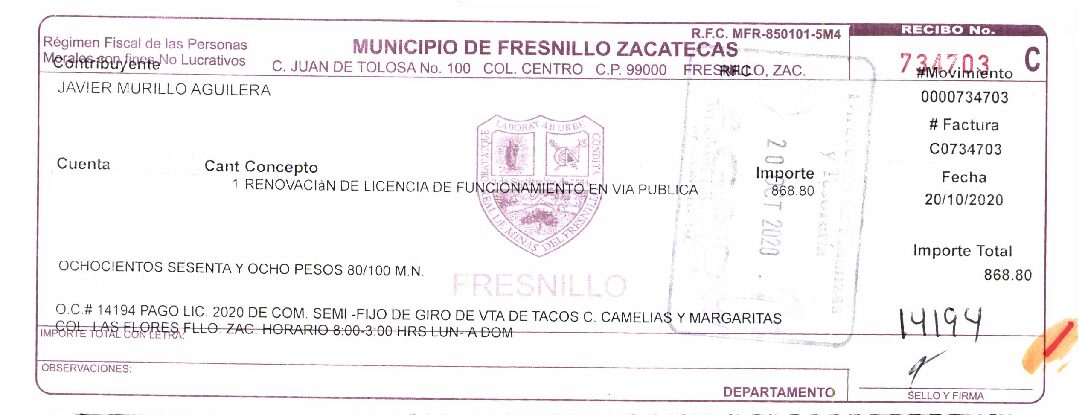 R.F.C. MFR-850101-5M4
RECIBO No.
Régimen Fiscal de las Personas
Morales con fines No Lucrativos
MUNICIPIO DE FRESNILLO ZACATECAS
C. JUAN DE TOLOSA No. 100 COL. CENTRO C.P. 99000 FRESNILLO, ZAC.
734703 C
Contribuyente
RFC
#Movimiento
JAVIER MURILLO AGUILERA
0000734703
# Factura
C0734703
Cuenta
Cant Concepto
Importe
Fecha
1 RENOVACIóN DE LICENCIA DE FUNCIONAMIENTO EN VIA PUBLICA
868.80
20/10/2020
20 OCT 2020
Importe Total
868.80
OCHOCIENTOS SESENTA Y OCHO PESOS 80/100 M.N.
FRESNILLO
O.C.# 14194 PAGO LIC. 2020 DE COM. SEMI -FIJO DE GIRO DE VTA DE TACOS C. CAMELIAS Y MARGARITAS
COL. LAS FLORES FLLO ZAC HORARIO 8:00-3:00 HRS LUN- A DOM
IMPORTE TOTAL CON LETRA:
14194
OBSERVACIONES:
DEPARTAMENTO
SELLO Y FIRMA